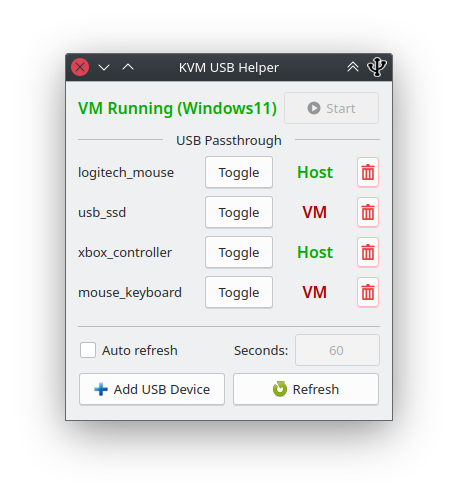 KVM USB Helper
VM Running (Windows11) Start
USB Passthrough
logitech_mouse Toggle Host
usb_ssd Toggle VM
xbox_controller Toggle Host
mouse_keyboard Toggle VM
Auto refresh Seconds: 60
Add USB Device Refresh